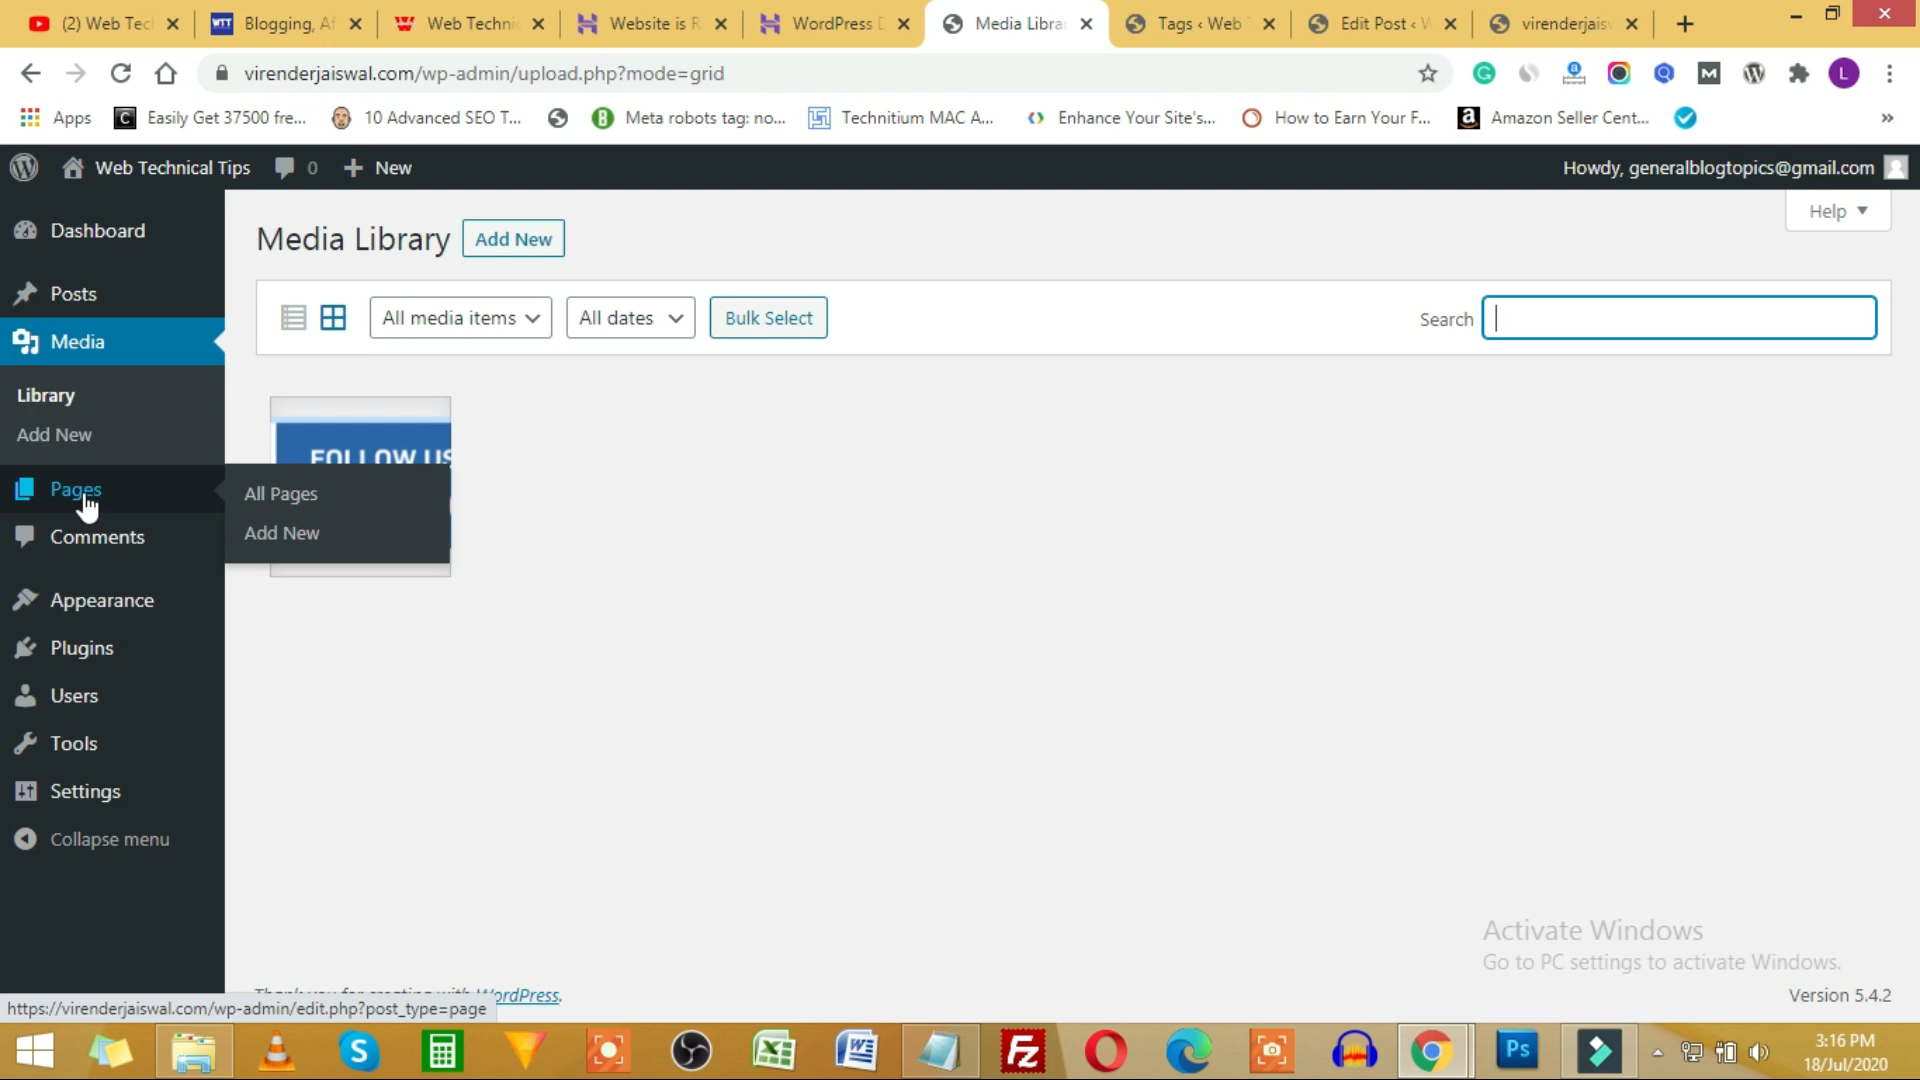 (2) Web Tec
Blogging, Af
Web Techni
Website is R
WordPress D
Media Libra
Tags ‹ Web
Edit Post ‹ W
virenderjaisw
virenderjaiswal.com/wp-admin/upload.php?mode=grid
Apps
Easily Get 37500 fre...
10 Advanced SEO T...
Meta robots tag: no...
Technitium MAC A...
Enhance Your Site's...
How to Earn Your F...
Amazon Seller Cent...
»
Web Technical Tips
0
+ New
Howdy, generalblogtopics@gmail.com
Dashboard
Posts
Media
Library
Add New
Pages
Comments
Appearance
Plugins
Users
Tools
Settings
Collapse menu
All Pages
Add New
Help
Media Library
Add New
All media items
All dates
Bulk Select
Search
FOLLOW US
Activate Windows
Go to PC settings to activate Windows.
WordPress.
Version 5.4.2
https://virenderjaiswal.com/wp-admin/edit.php?post_type=page
3:16 PM
18/Jul/2020